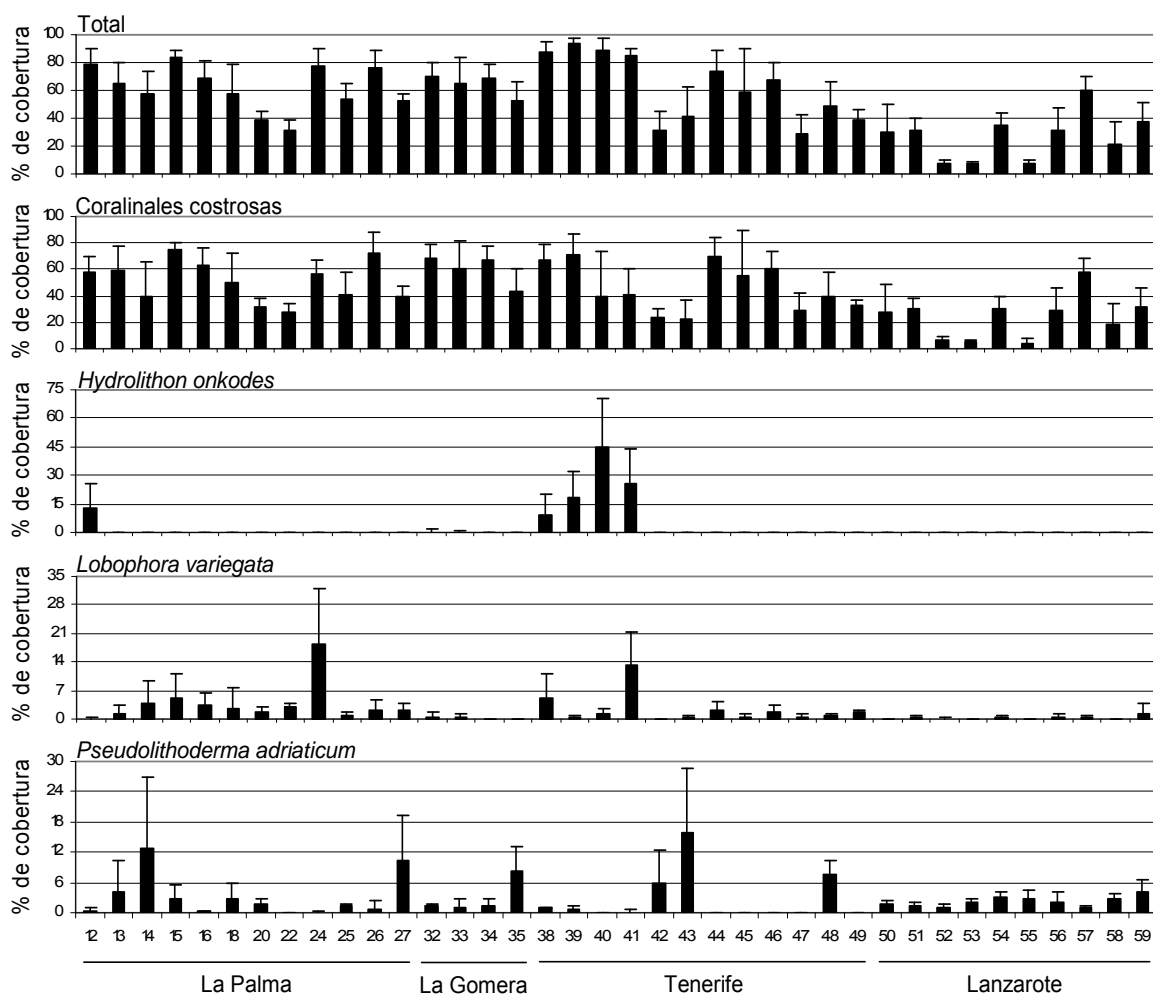 Total
% de cobertura
100
80
60
40
20
0
Coralinales costrosas
% de cobertura
100
80
60
40
20
0
Hydrolithon onkodes
% de cobertura
75
60
45
30
15
0
Lobophora variegata
% de cobertura
35
28
21
14
7
0
Pseudolithoderma adriaticum
% de cobertura
30
24
18
12
6
0
12 13 14 15 16 18 20 22 24 25 26 27 32 33 34 35 38 39 40 41 42 43 44 45 46 47 48 49 50 51 52 53 54 55 56 57 58 59
La Palma La Gomera Tenerife Lanzarote